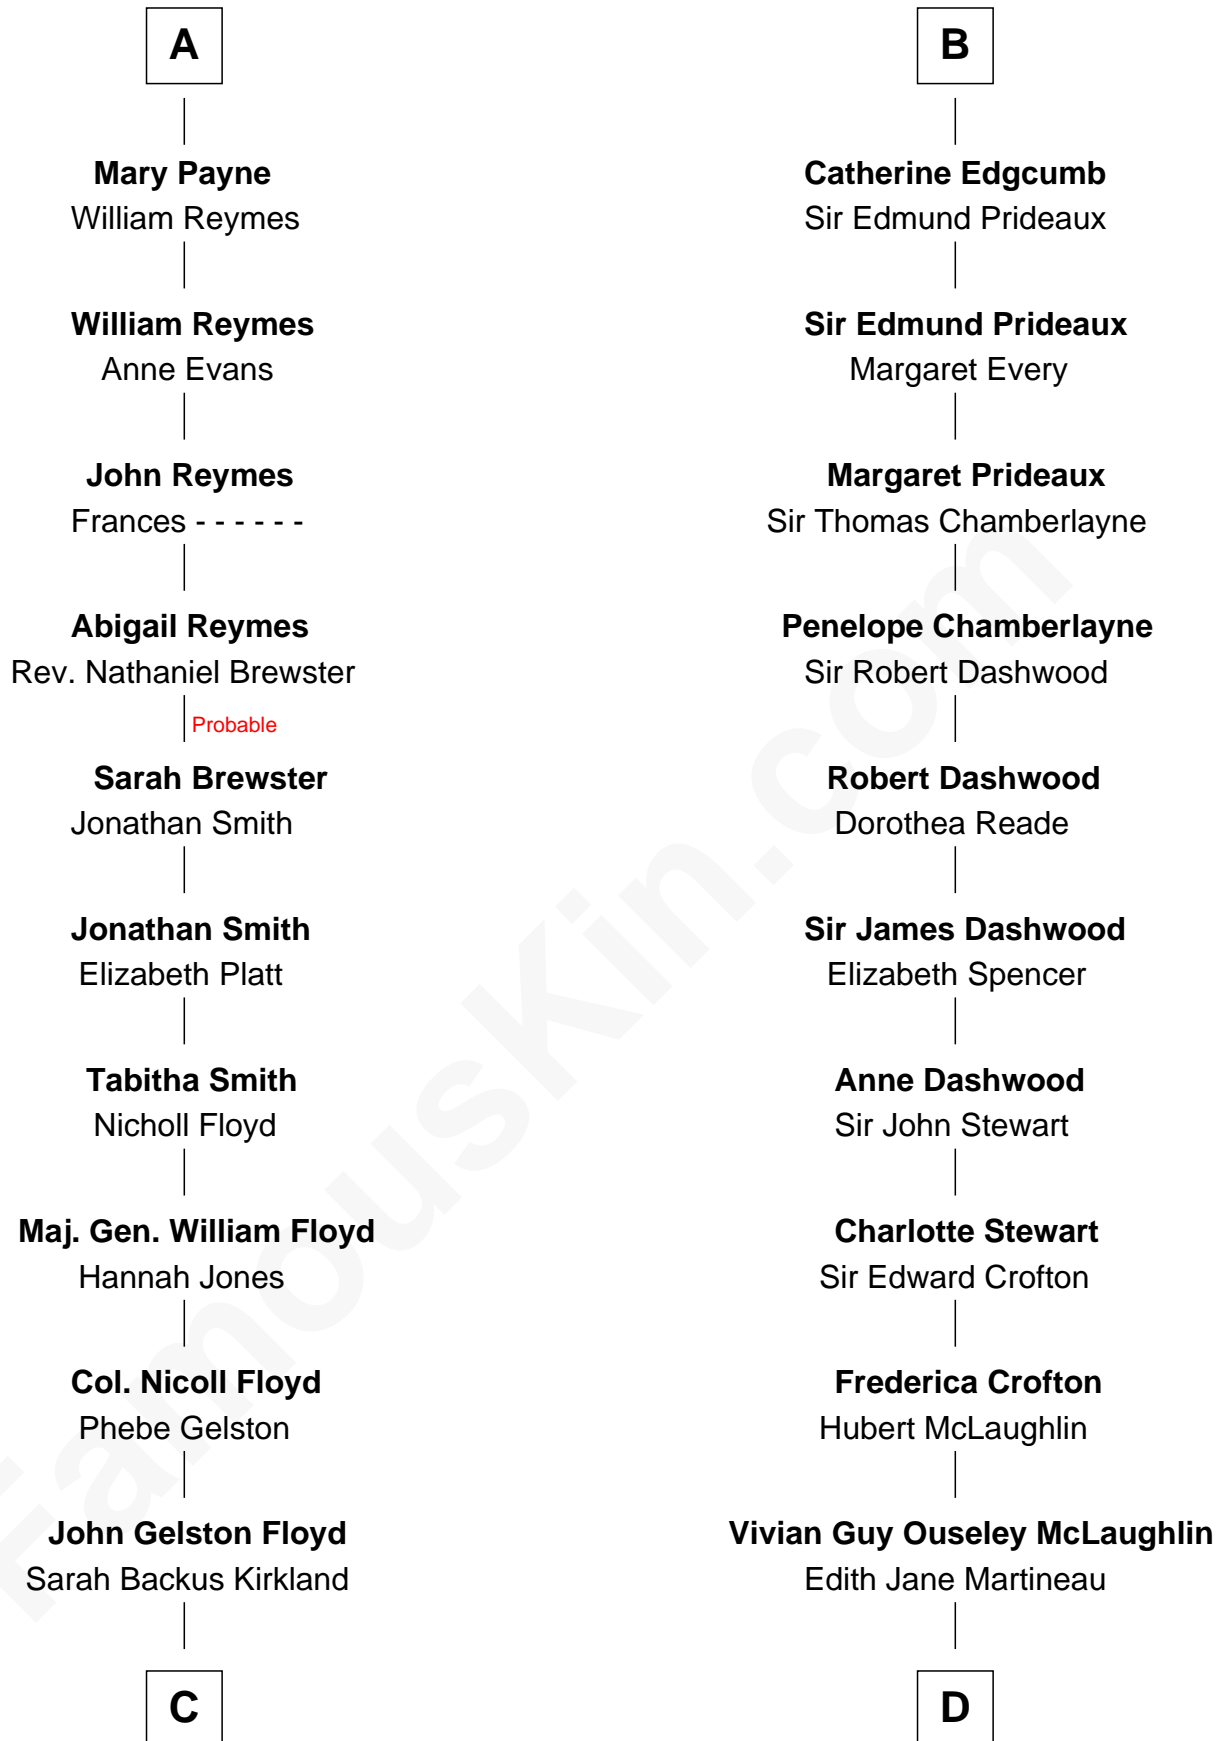 A
Mary Payne
William Reymes
William Reymes
Anne Evans
John Reymes
Frances - - - - - -
Abigail Reymes
Rev. Nathaniel Brewster
Probable
Sarah Brewster
Jonathan Smith
Jonathan Smith
Elizabeth Platt
Tabitha Smith
Nicholl Floyd
Maj. Gen. William Floyd
Hannah Jones
Col. Nicoll Floyd
Phebe Gelston
John Gelston Floyd
Sarah Backus Kirkland
C
B
Catherine Edgcumb
Sir Edmund Prideaux
Sir Edmund Prideaux
Margaret Every
Margaret Prideaux
Sir Thomas Chamberlayne
Penelope Chamberlayne
Sir Robert Dashwood
Robert Dashwood
Dorothea Reade
Sir James Dashwood
Elizabeth Spencer
Anne Dashwood
Sir John Stewart
Charlotte Stewart
Sir Edward Crofton
Frederica Crofton
Hubert McLaughlin
Vivian Guy Ouseley McLaughlin
Edith Jane Martineau
D
FamousKin.com